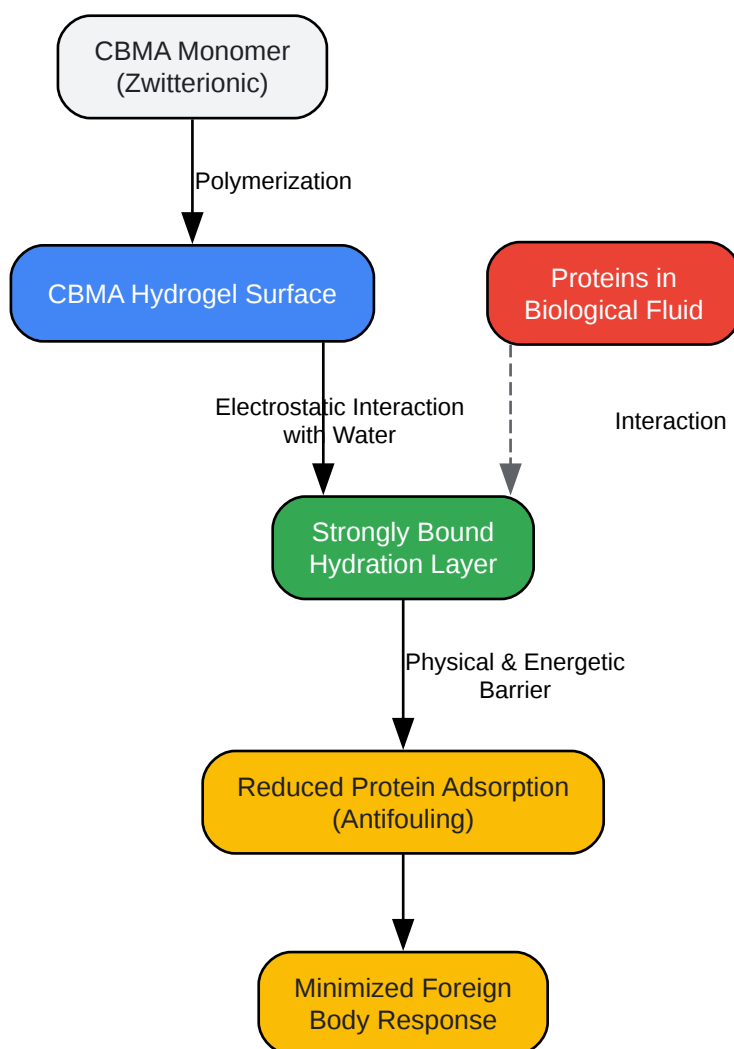 CBMA Monomer
(Zwitterionic)
Polymerization
CBMA Hydrogel Surface
Proteins in
Biological Fluid
Electrostatic Interaction
with Water
Interaction
Strongly Bound
Hydration Layer
Physical & Energetic
Barrier
Reduced Protein Adsorption
(Antifouling)
Minimized Foreign
Body Response